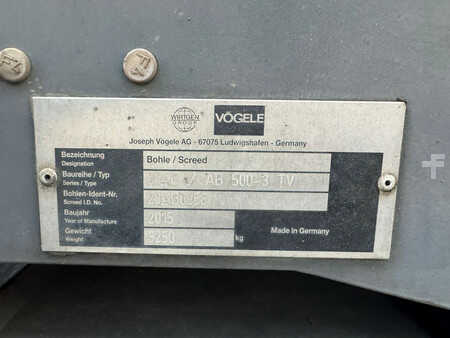 WIRTGEN GROUP
VÖGELE
Joseph Vögele AG - 67075 Ludwigshafen - Germany
Bezeichnung
Designation
Bohle / Screed
Baureihe / Typ
Series / Type
AB 500-3 TV
Bohlen-Ident-Nr.
Screed I.D. No.
Baujahr
Year of Manufacture
2015
Gewicht
Weight
kg
Made in Germany